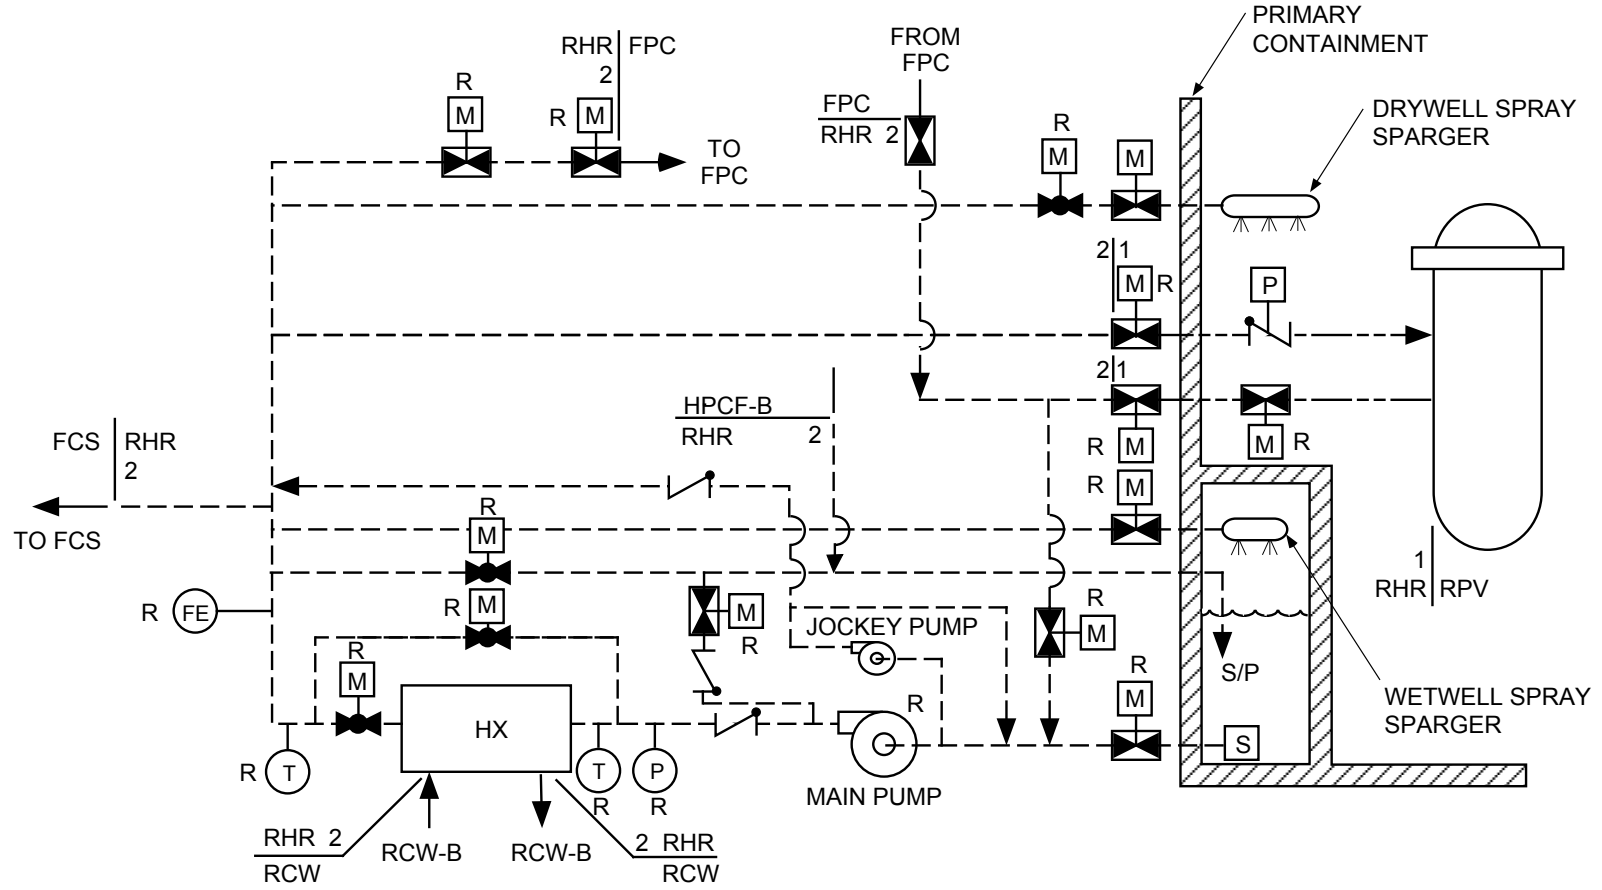 PRIMARY
CONTAINMENT
RHR FPC
2
FROM
FPC
R
M
R M
FPC
RHR 2
DRYWELL SPRAY
SPARGER
R
M
M
TO
FPC
2 1
M R
P
2 1
HPCF-B
RHR 2
FCS RHR
2
R M
M R
R M
TO FCS
R
M
1
RHR RPV
R FE
R M
M
R
R
M
JOCKEY PUMP
S/P
R
M
R
M
WETWELL SPRAY
SPARGER
R
HX
S
R T
T
R
P
R
MAIN PUMP
RHR 2
RCW
RCW-B
RCW-B
2 RHR
RCW